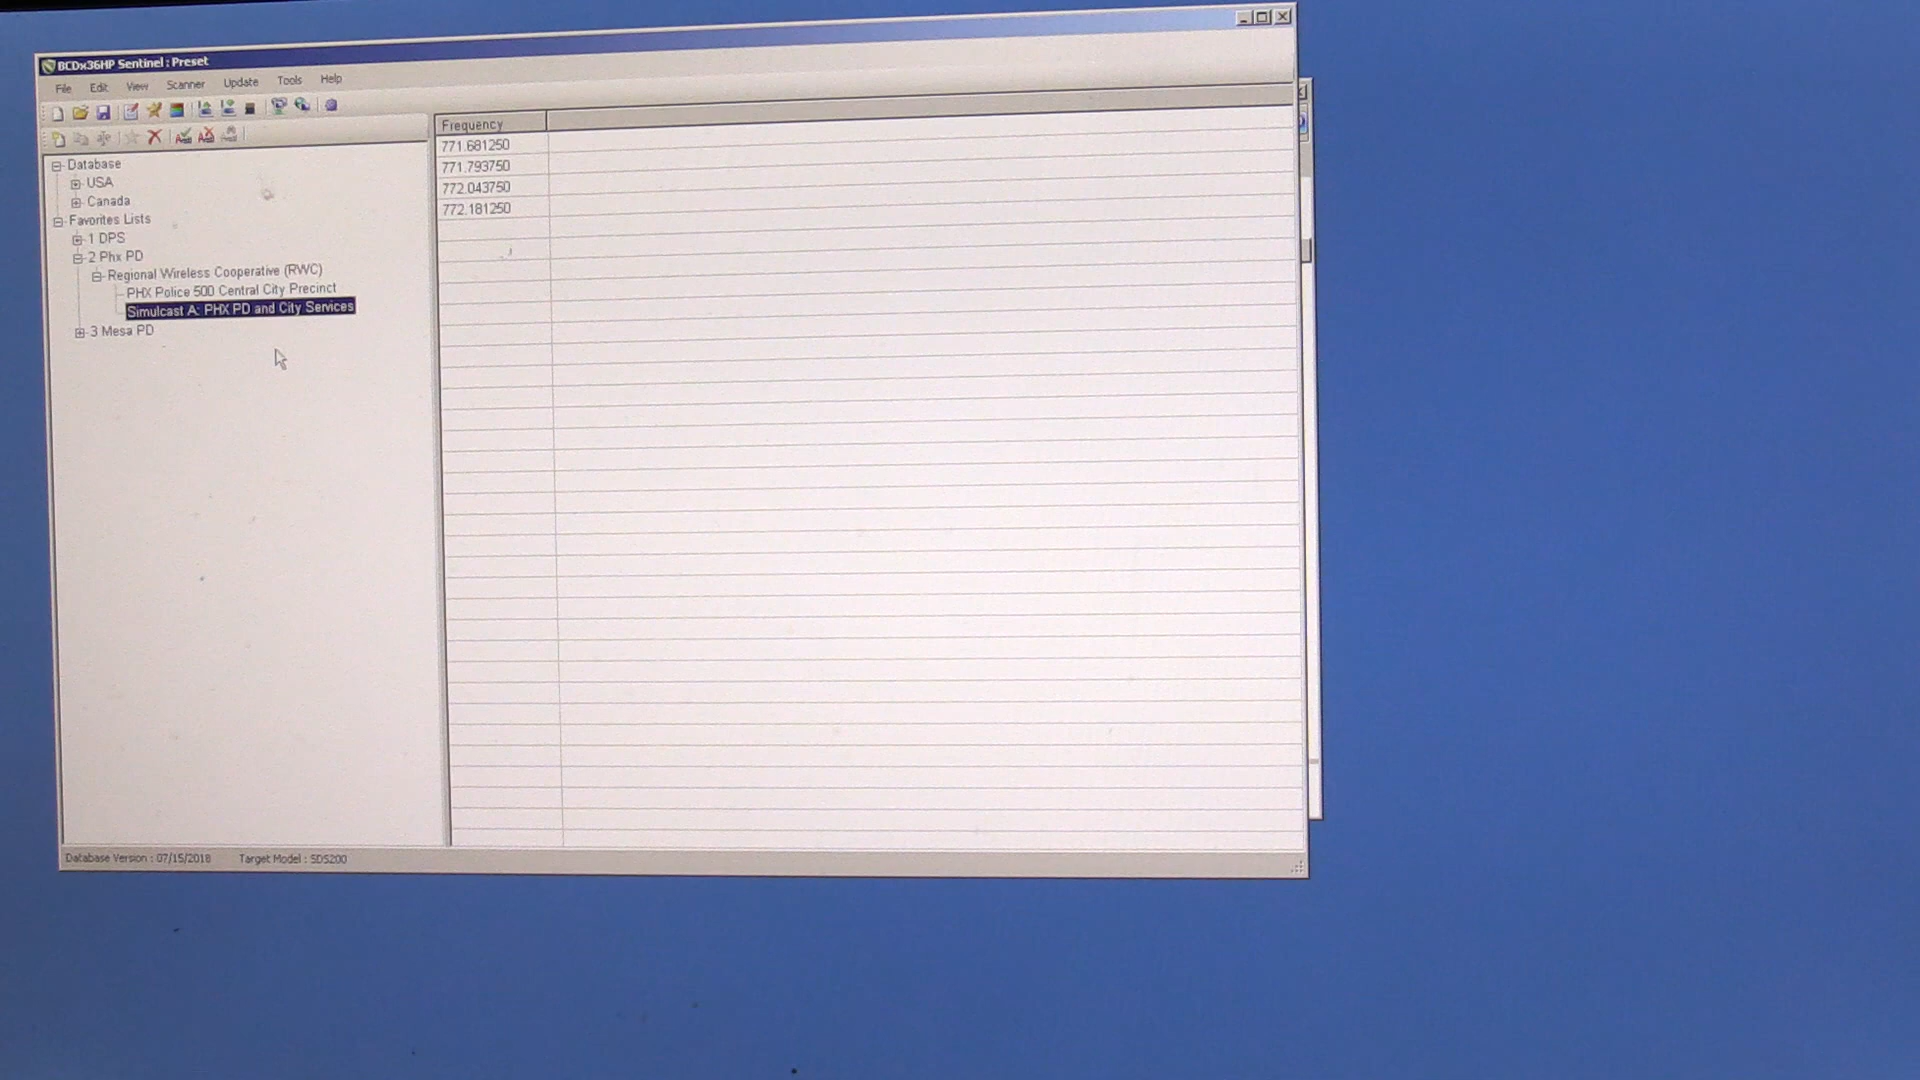 BCDx36HP Sentinel : Preset
File Edit View Scanner Update Tools Help
Database
USA
Canada
Favorites Lists
1 DPS
2 Phx PD
Regional Wireless Cooperative (RWC)
PHX Police 500 Central City Precinct
Simulcast A: PHX PD and City Services
3 Mesa PD
Frequency
771.681250
771.793750
772.043750
772.181250
Database Version : 07/15/2018 Target Model : SDS200